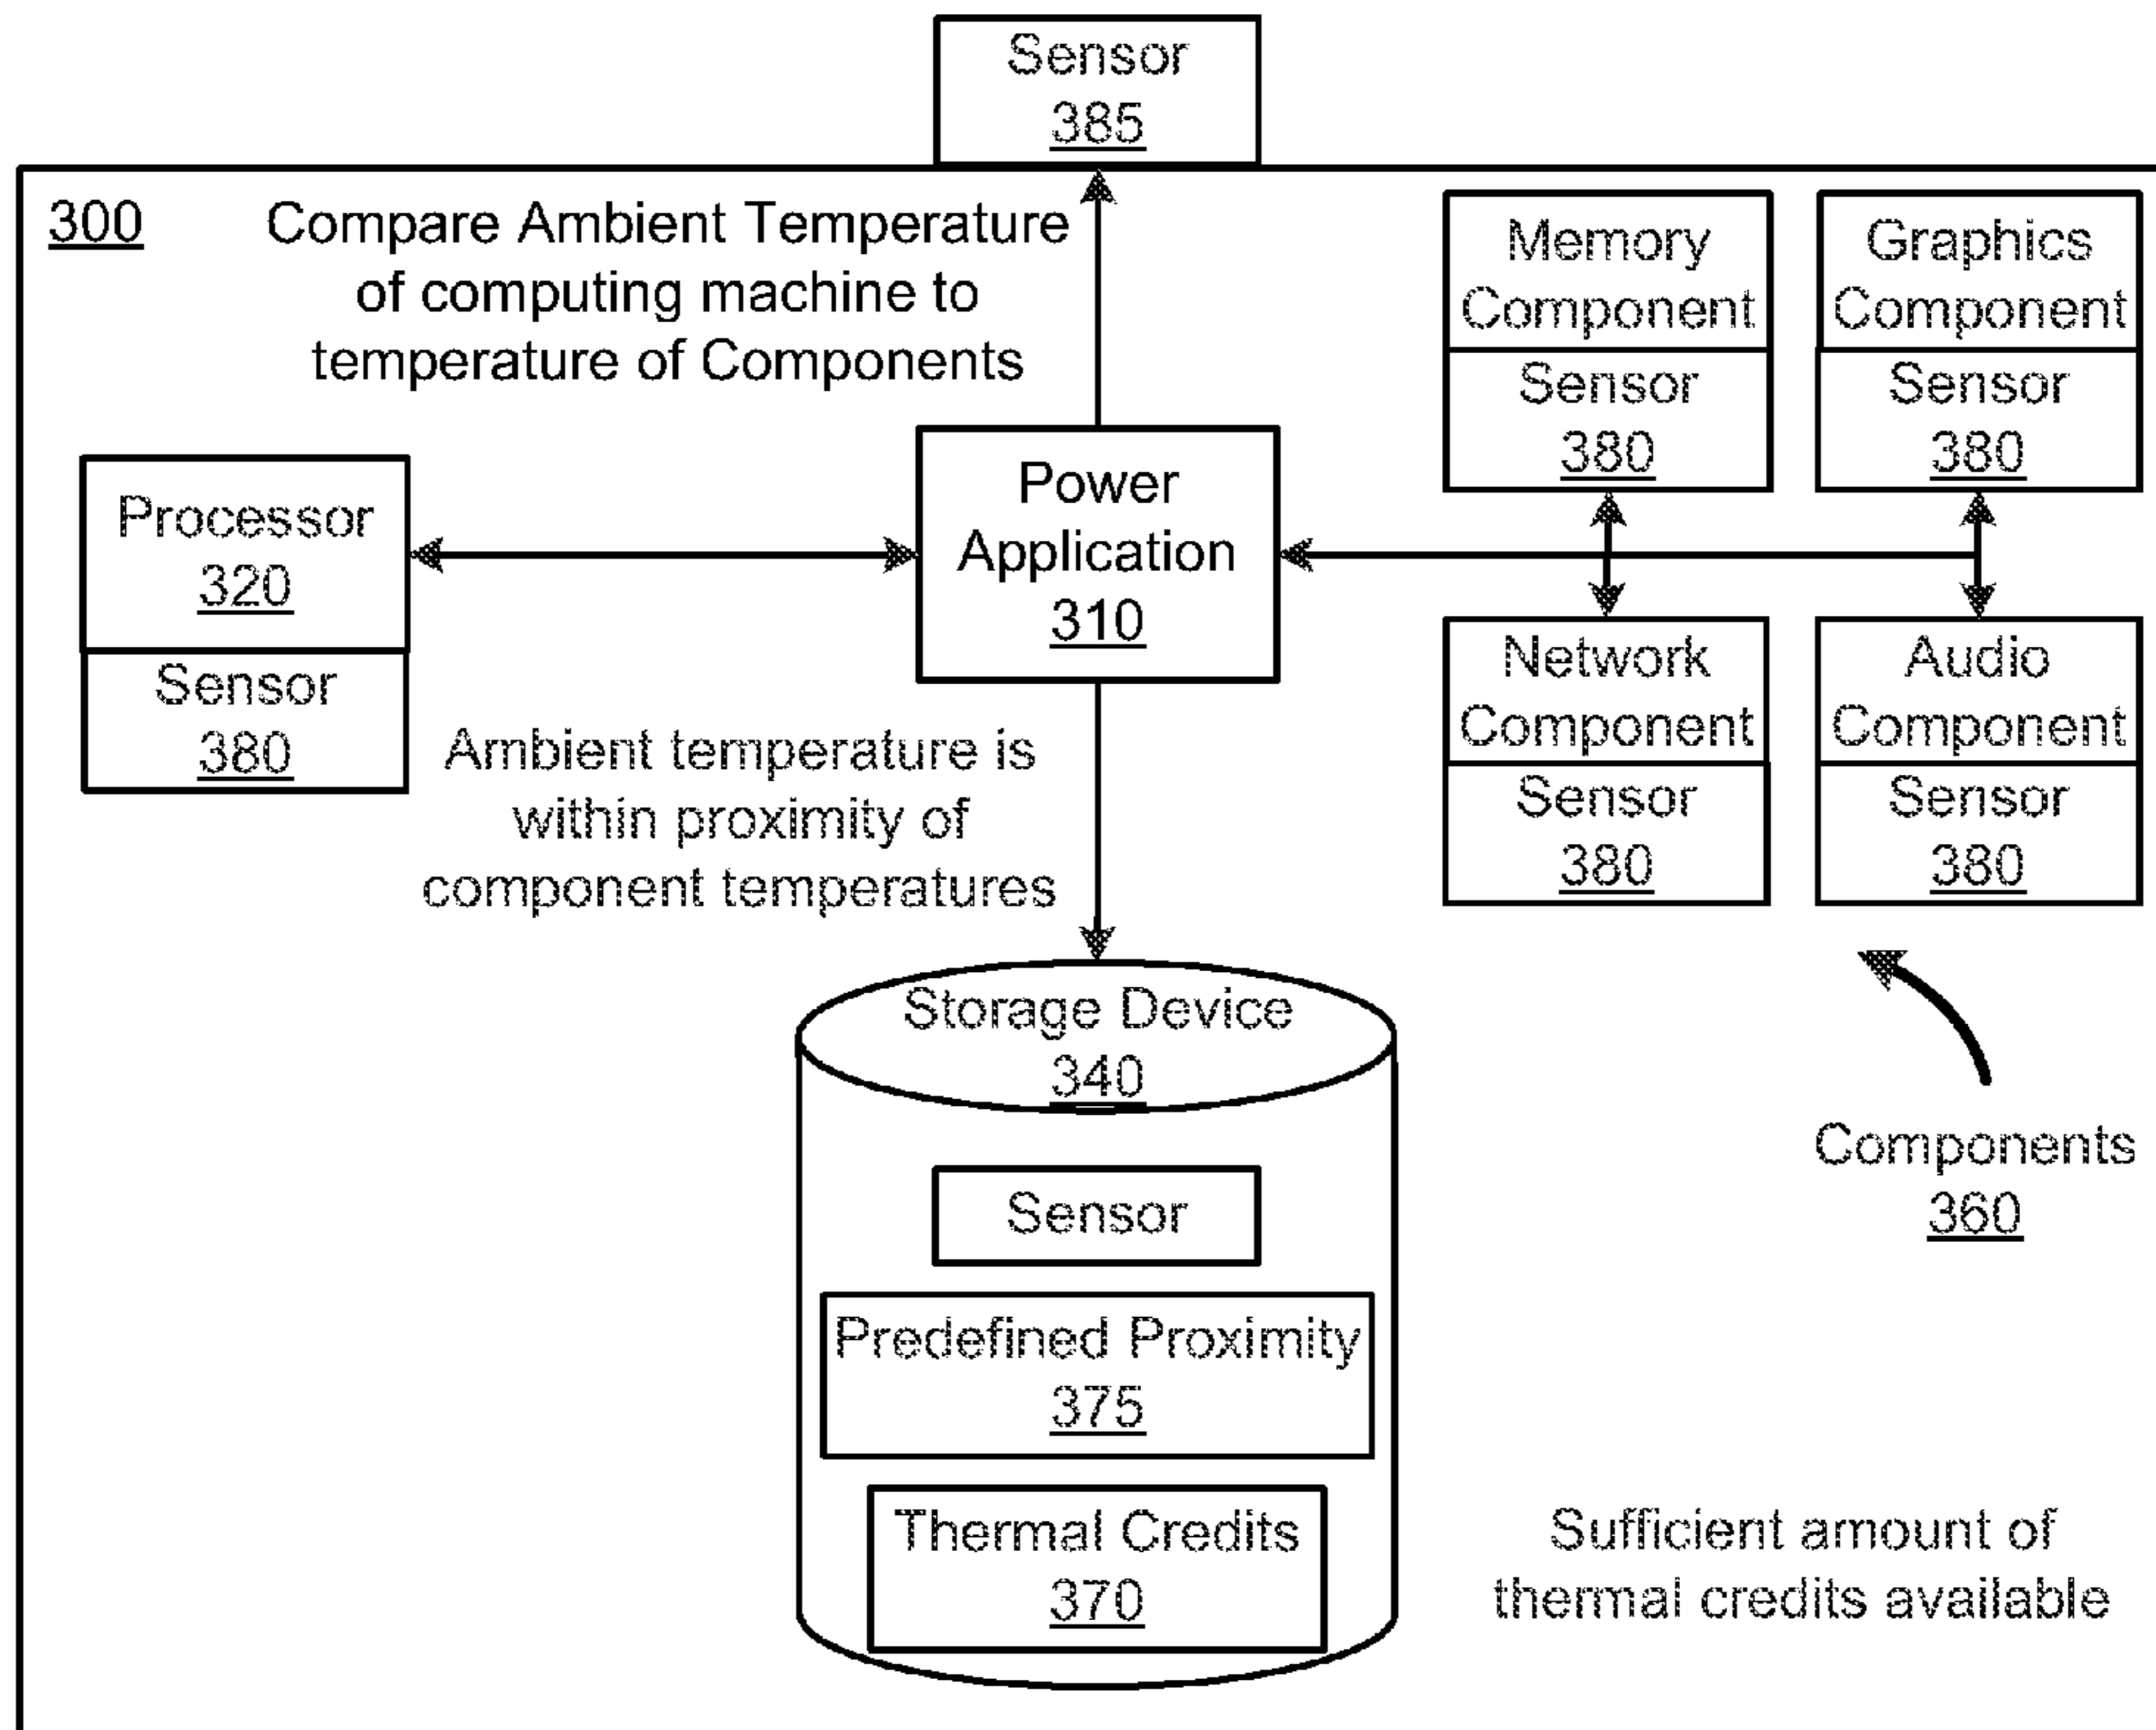 Sensor
385
300
Compare Ambient Temperature
of computing machine to
temperature of Components
Memory
Component
Sensor
380
Graphics
Component
Sensor
380
Processor
320
Sensor
380
Power
Application
310
Network
Component
Sensor
380
Audio
Component
Sensor
380
Ambient temperature is
within proximity of
component temperatures
Storage Device
340
Sensor
Predefined Proximity
375
Thermal Credits
370
Components
360
Sufficient amount of
thermal credits available